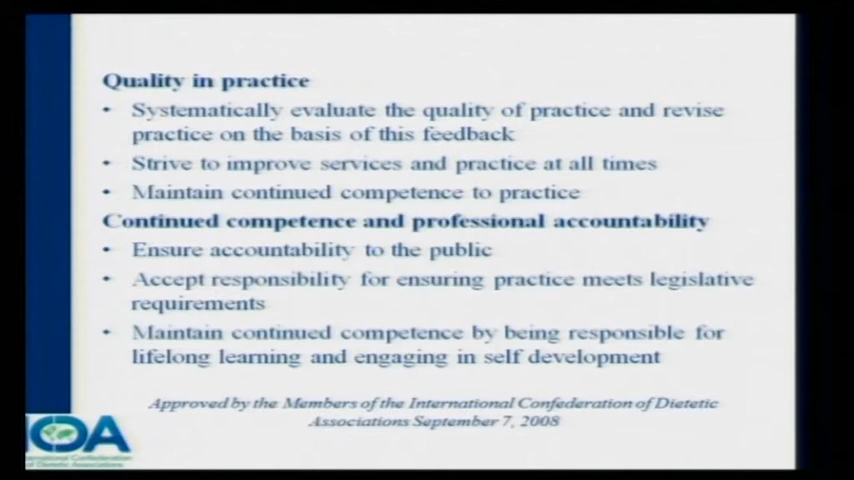 Quality in practice
• Systematically evaluate the quality of practice and revise
practice on the basis of this feedback
• Strive to improve services and practice at all times
• Maintain continued competence to practice
Continued competence and professional accountability
• Ensure accountability to the public
• Accept responsibility for ensuring practice meets legislative
requirements
• Maintain continued competence by being responsible for
lifelong learning and engaging in self development
Approved by the Members of the International Confederation of Dietetic
Associations September 7, 2008
of Dietetic Associations